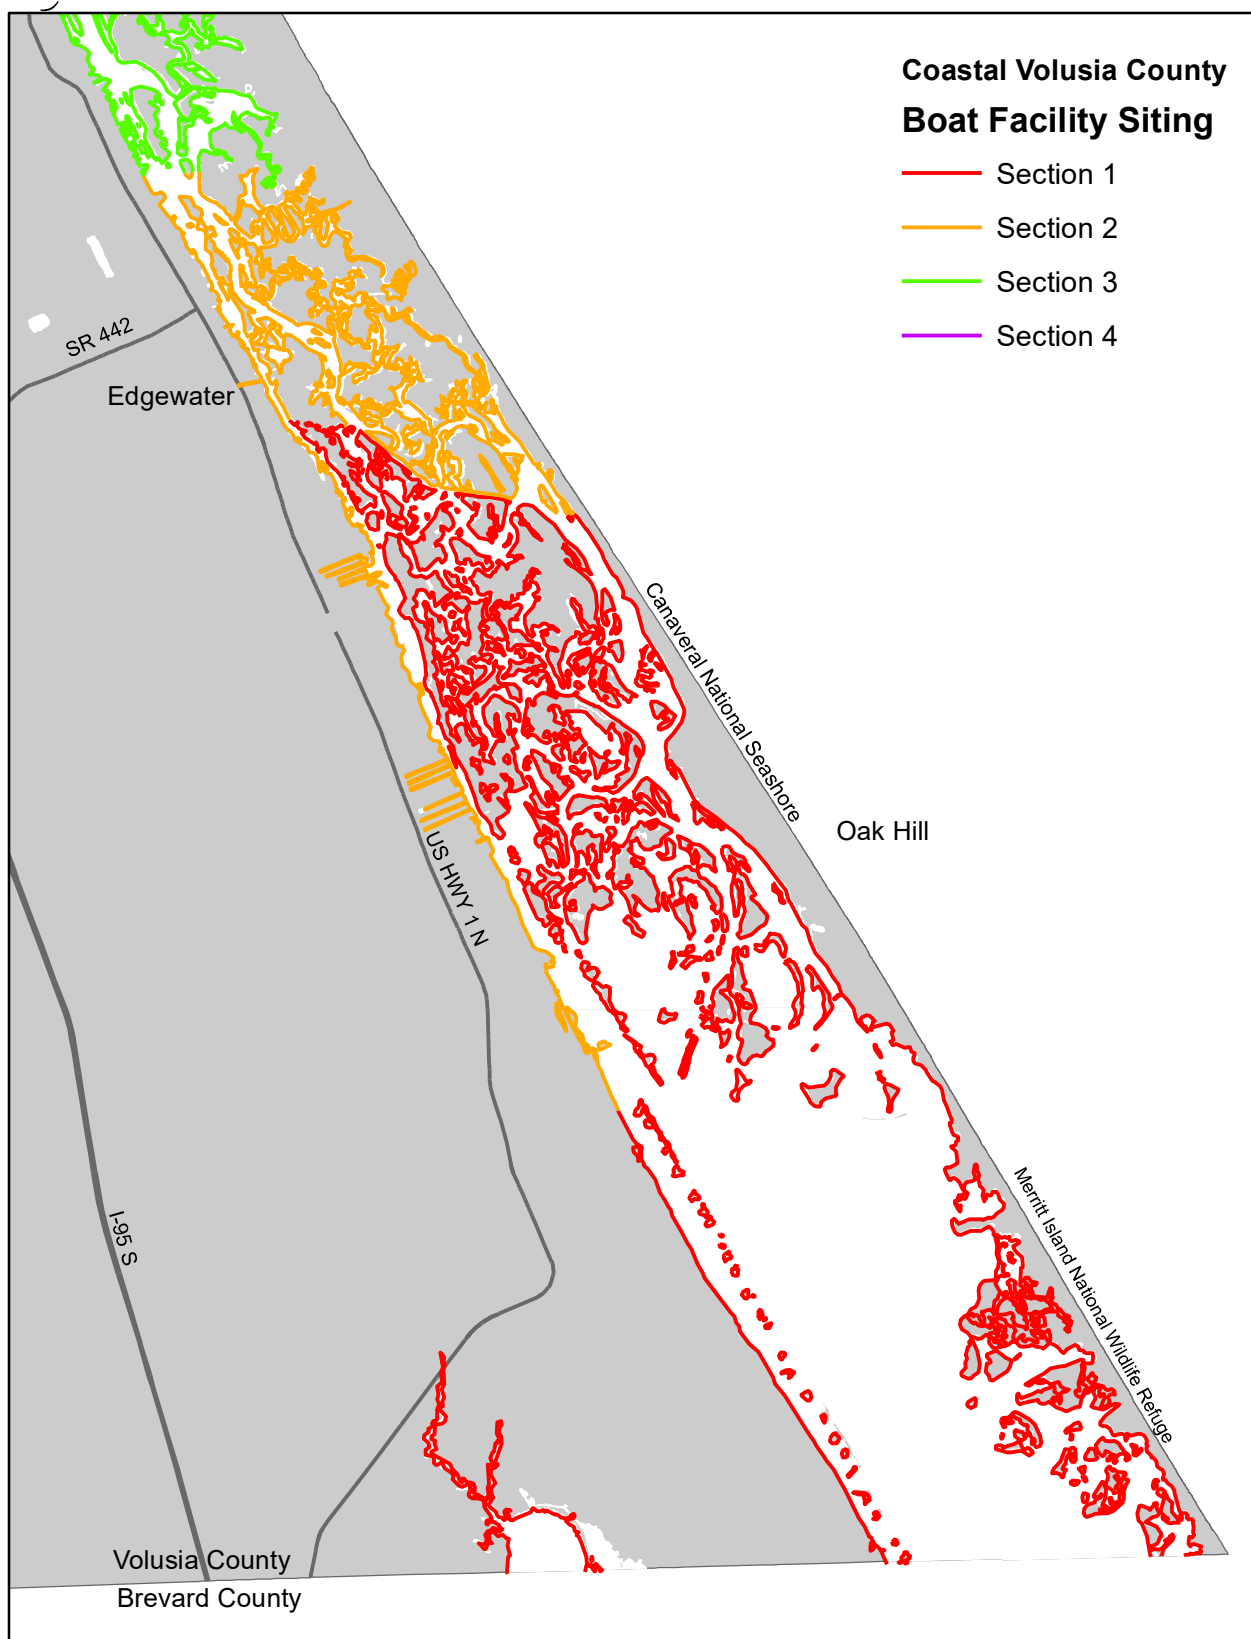 Coastal Volusia County
Boat Facility Siting
Section 1
Section 2
Section 3
Section 4
SR 442
Edgewater
Canaveral National Seashore
Oak Hill
US HWY 1 N
Merritt Island National Wildlife Refuge
I-95 S
Volusia County
Brevard County